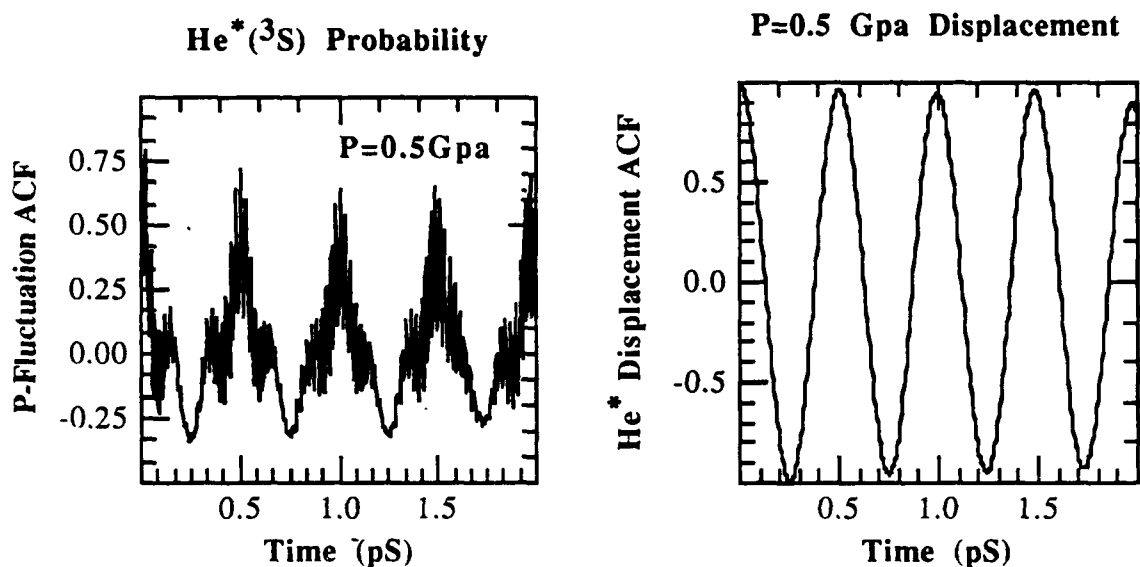 He*(³S) Probability
P=0.5Gpa
P-Fluctuation ACF
0.75
0.50
0.25
0.00
-0.25
0.5
1.0
1.5
Time (pS)
P=0.5 Gpa Displacement
He* Displacement ACF
0.5
0.0
-0.5
0.5
1.0
1.5
Time (pS)